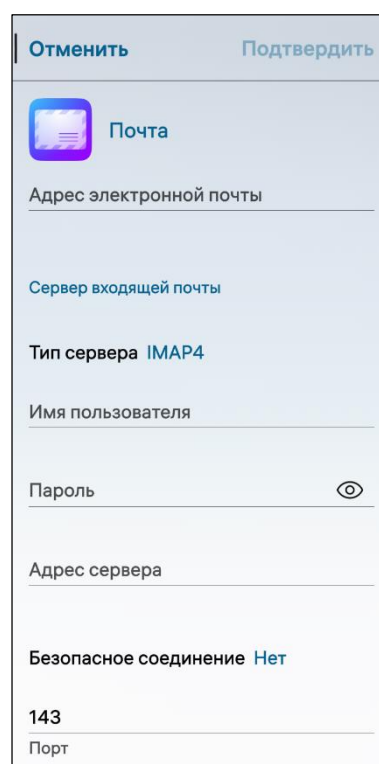 Отменить Подтвердить
Почта
Адрес электронной почты
Сервер входящей почты
Тип сервера IMAP4
Имя пользователя
Пароль
Адрес сервера
Безопасное соединение Нет
143
Порт